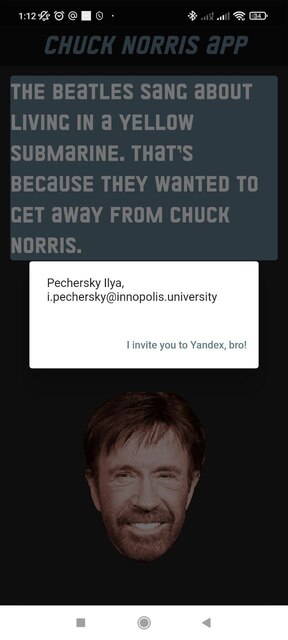 1:12
84
CHUCK NORRIS APP
THE BEATLES SANG ABOUT
LIVING IN A YELLOW
SUBMARINE. THAT'S
BECAUSE THEY WANTED TO
GET AWAY FROM CHUCK
NORRIS.
Pechersky Ilya,
i.pechersky@innopolis.university
I invite you to Yandex, bro!